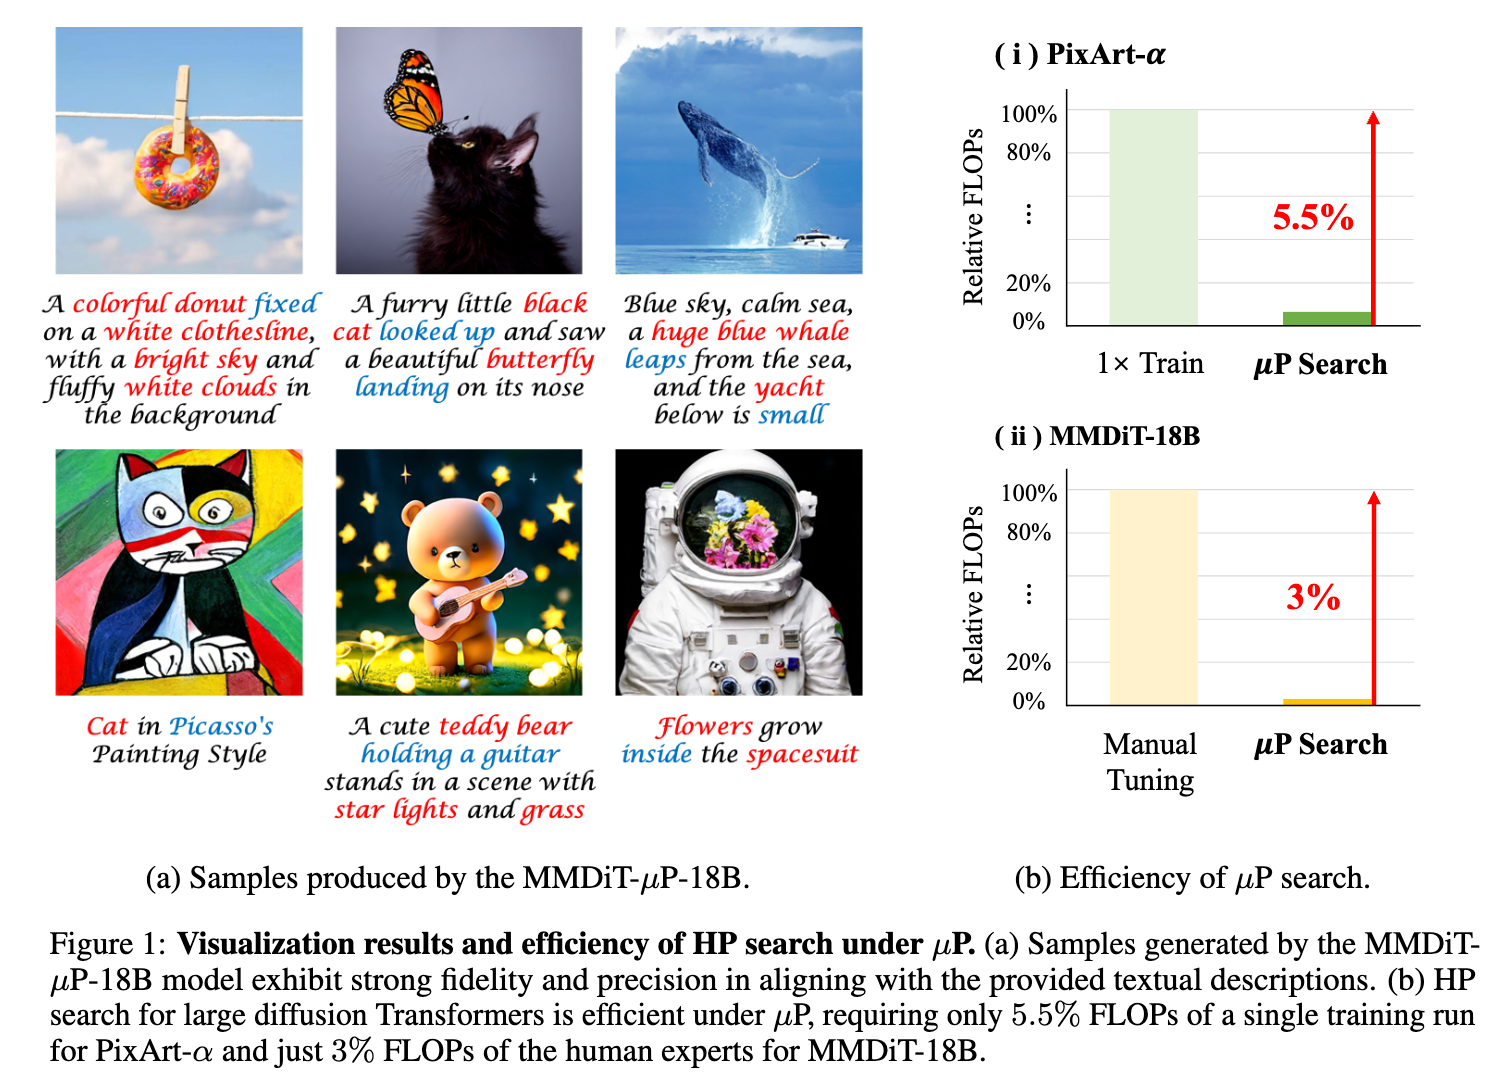 A colorful donut fixed
on a white clothesline,
with a bright sky and
fluffy white clouds in
the background
A furry little black
cat looked up and saw
a beautiful butterfly
landing on its nose
Blue sky, calm sea,
a huge blue whale
leaps from the sea,
and the yacht
below is small
Cat in Picasso's
Painting Style
A cute teddy bear
holding a guitar
stands in a scene with
star lights and grass
Flowers grow
inside the spacesuit
(a) Samples produced by the MMDiT-μP-18B.
( i ) PixArt-α
Relative FLOPs
100%
80%
⋮
20%
0%
5.5%
1× Train
μP Search
( ii ) MMDiT-18B
Relative FLOPs
100%
80%
⋮
20%
0%
3%
Manual
Tuning
μP Search
(b) Efficiency of μP search.
Figure 1: Visualization results and efficiency of HP search under μP. (a) Samples generated by the MMDiT-
μP-18B model exhibit strong fidelity and precision in aligning with the provided textual descriptions. (b) HP
search for large diffusion Transformers is efficient under μP, requiring only 5.5% FLOPs of a single training run
for PixArt-α and just 3% FLOPs of the human experts for MMDiT-18B.